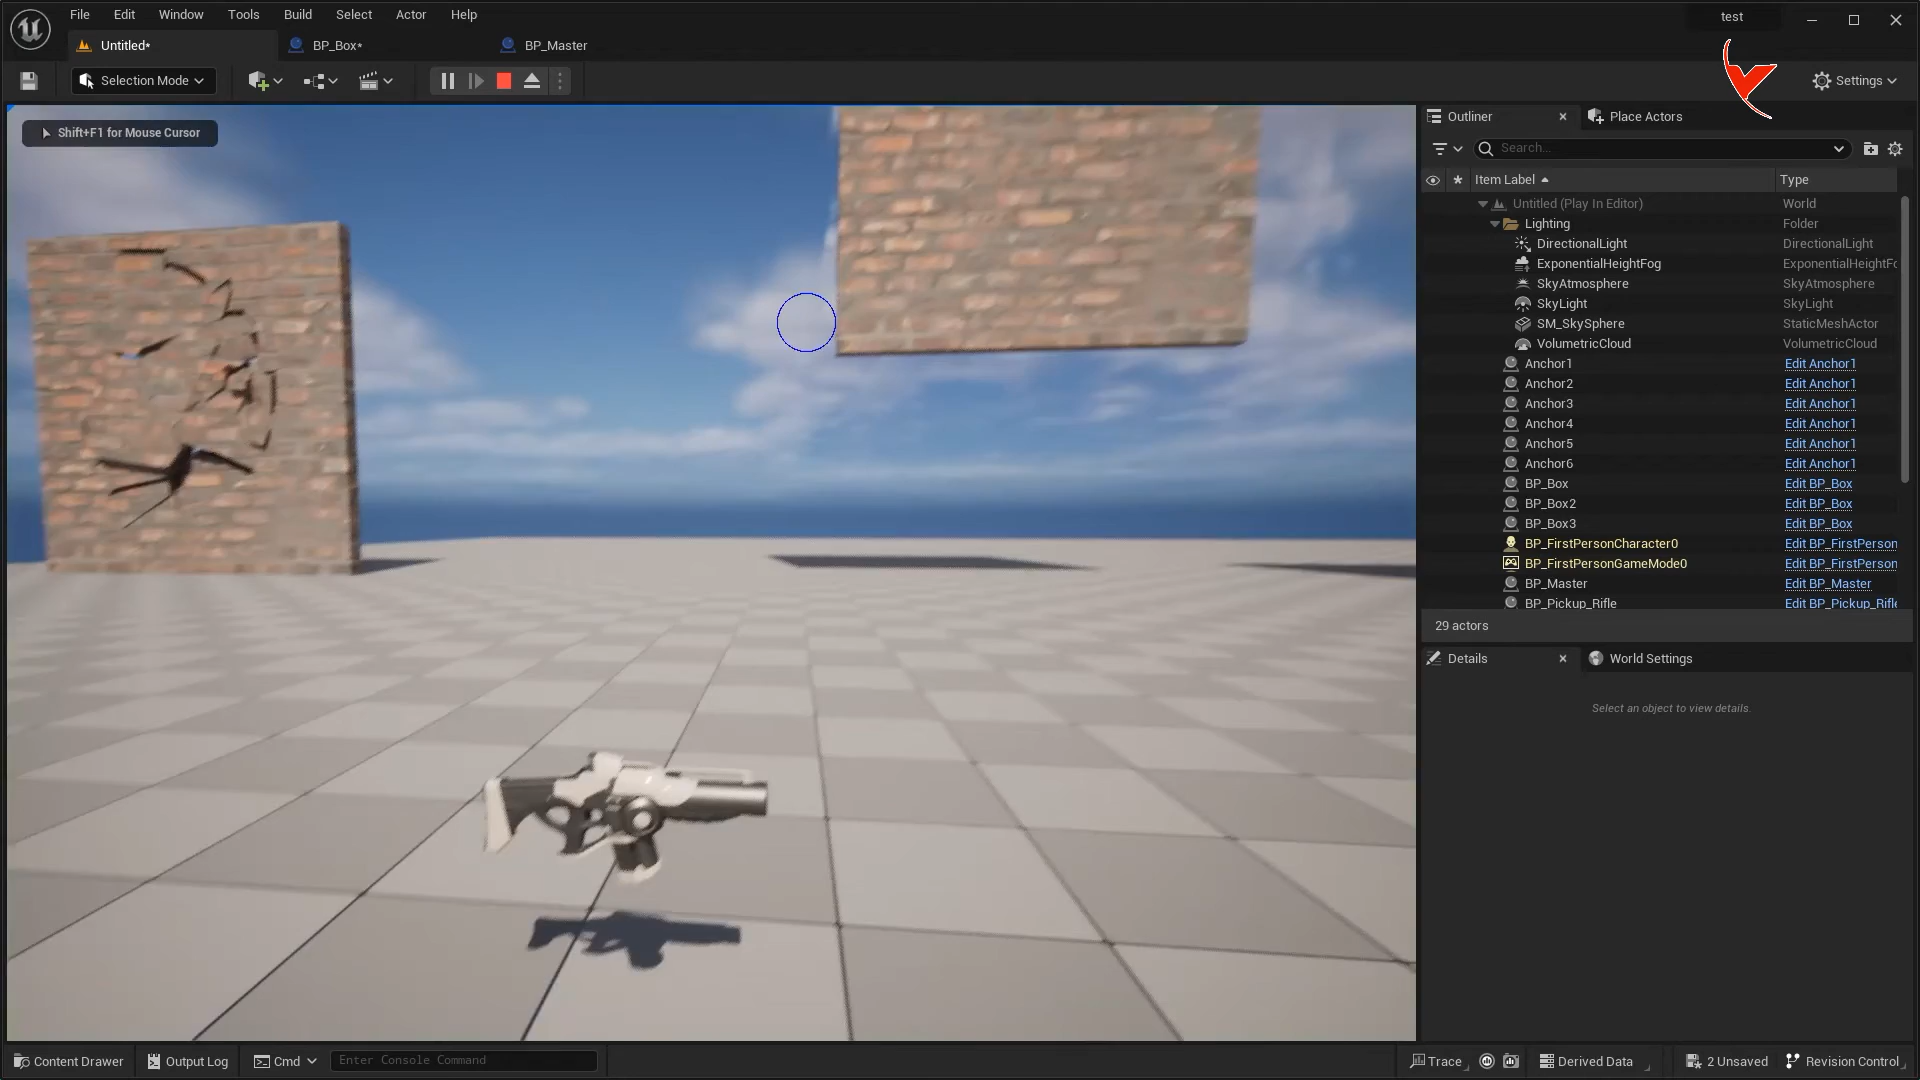 File Edit Window Tools Build Select Actor Help
test
Untitled*
BP_Box*
BP_Master
Selection Mode
Settings
Shift+F1 for Mouse Cursor
Outliner
Place Actors
Search...
Item Label
Type
Untitled (Play In Editor) World
Lighting Folder
DirectionalLight DirectionalLight
ExponentialHeightFog ExponentialHeightFo
SkyAtmosphere SkyAtmosphere
SkyLight SkyLight
SM_SkySphere StaticMeshActor
VolumetricCloud VolumetricCloud
Anchor1 Edit Anchor1
Anchor2 Edit Anchor1
Anchor3 Edit Anchor1
Anchor4 Edit Anchor1
Anchor5 Edit Anchor1
Anchor6 Edit Anchor1
BP_Box Edit BP_Box
BP_Box2 Edit BP_Box
BP_Box3 Edit BP_Box
BP_FirstPersonCharacter0 Edit BP_FirstPerson
BP_FirstPersonGameMode0 Edit BP_FirstPerson
BP_Master Edit BP_Master
BP_Pickup_Rifle Edit BP_Pickup_Rifle
29 actors
Details
World Settings
Select an object to view details.
Content Drawer
Output Log
Cmd
Enter Console Command
Trace
Derived Data
2 Unsaved
Revision Control